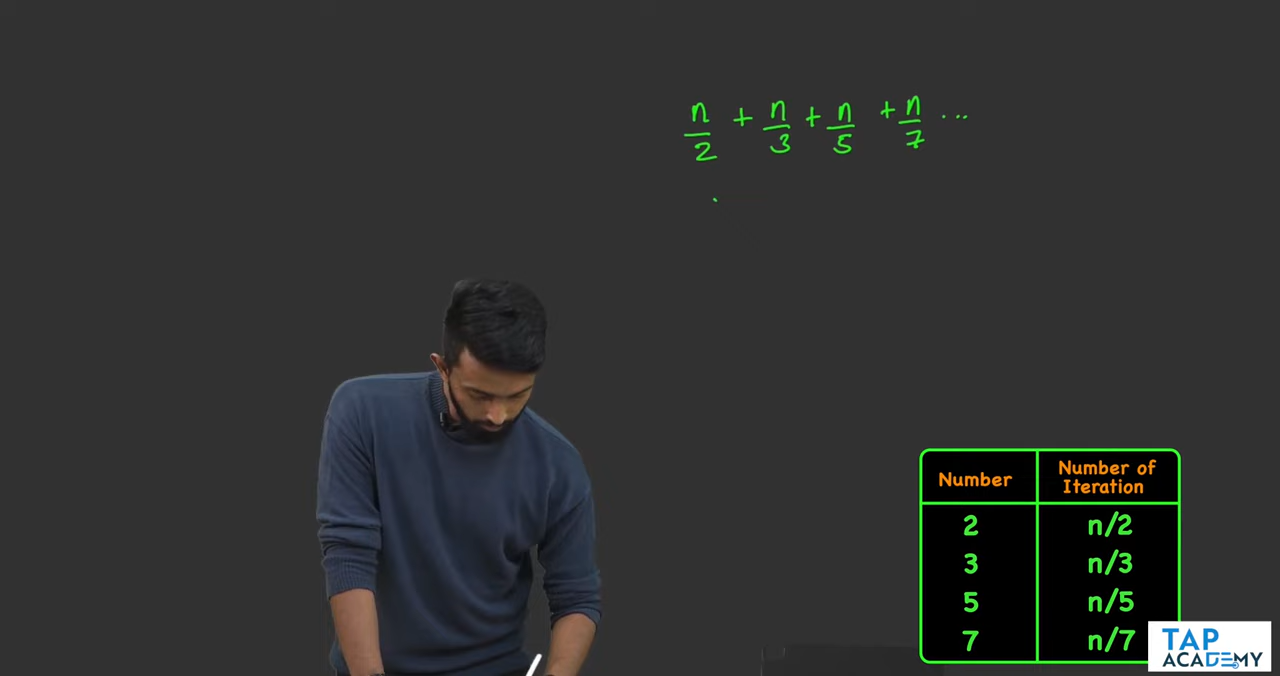 n/2 + n/3 + n/5 + n/7 ...
Number | Number of Iteration
2 | n/2
3 | n/3
5 | n/5
7 | n/7
TAP
ACADEMY